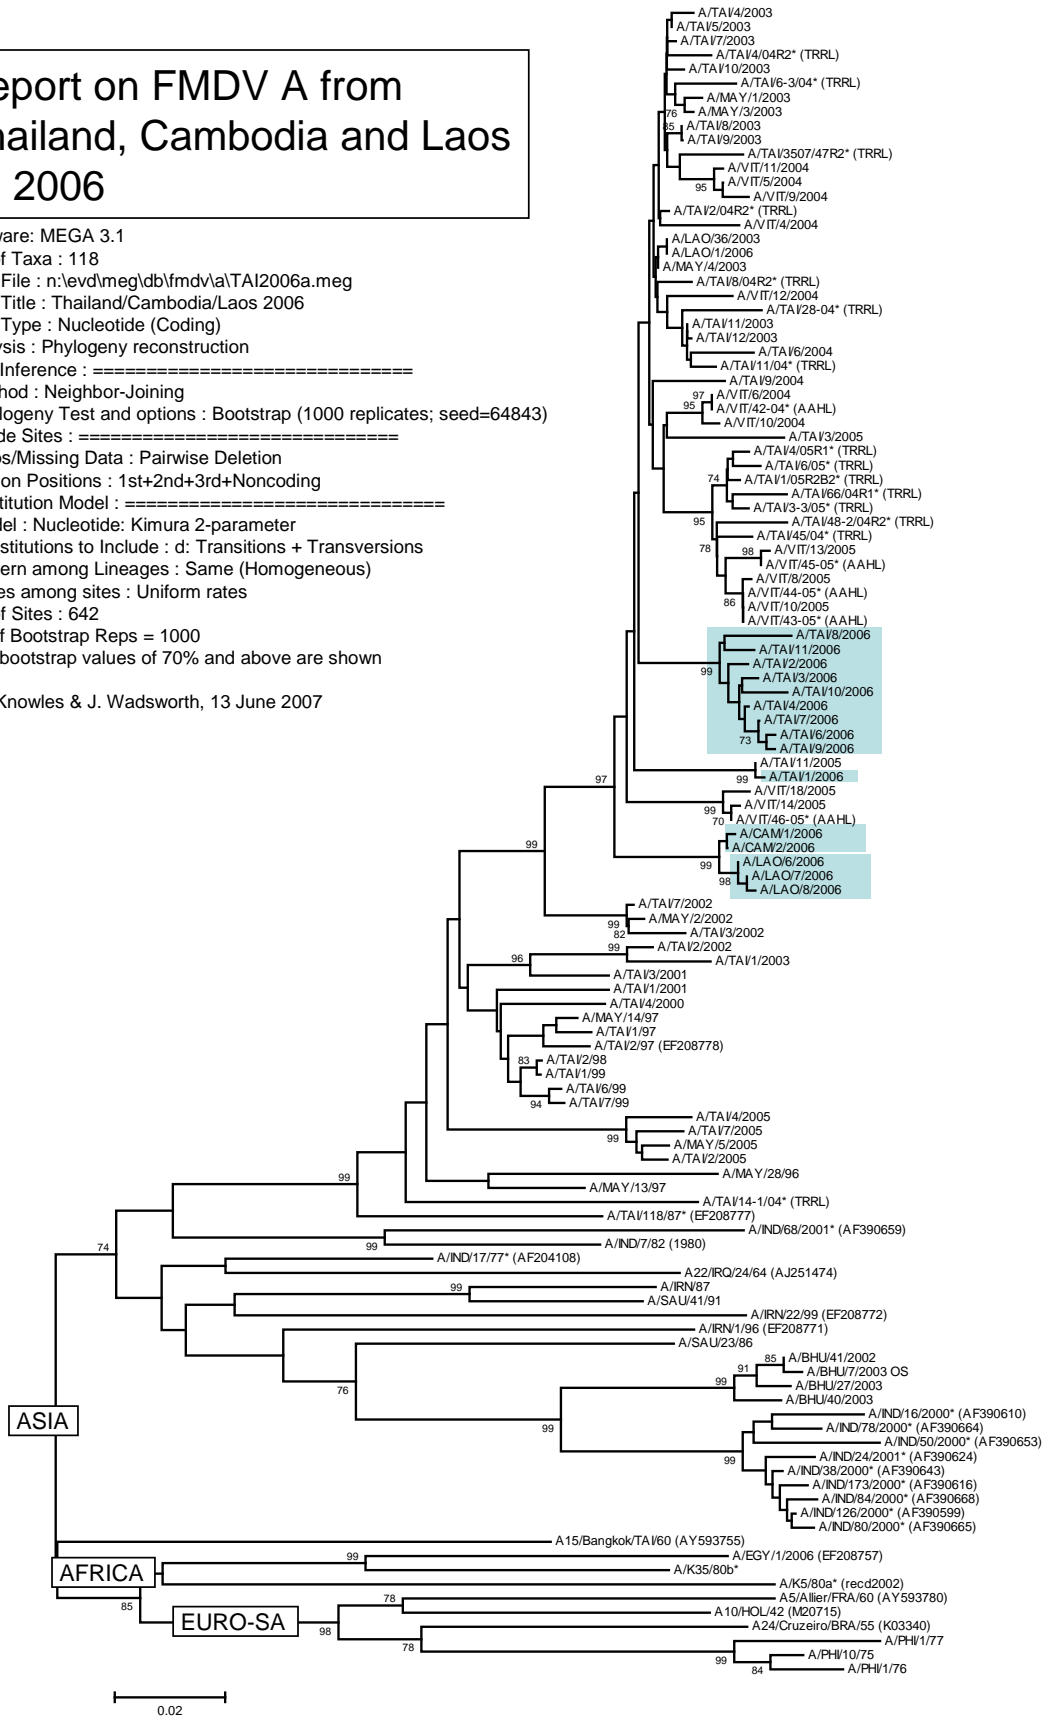 eport on FMDV A from
nailand, Cambodia and Laos
2006
ware: MEGA 3.1
f Taxa : 118
File : n:\evd\meg\db\fmdv\a\TAI2006a.meg
Title : Thailand/Cambodia/Laos 2006
Type : Nucleotide (Coding)
ysis : Phylogeny reconstruction
Inference : ==============================
hod : Neighbor-Joining
logeny Test and options : Bootstrap (1000 replicates; seed=64843)
de Sites : ==============================
os/Missing Data : Pairwise Deletion
on Positions : 1st+2nd+3rd+Noncoding
titution Model : ==============================
del : Nucleotide: Kimura 2-parameter
stitutions to Include : d: Transitions + Transversions
ern among Lineages : Same (Homogeneous)
es among sites : Uniform rates
of Sites : 642
f Bootstrap Reps = 1000
bootstrap values of 70% and above are shown
Knowles & J. Wadsworth, 13 June 2007
A/TAI/4/2003
A/TAI/5/2003
A/TAI/7/2003
A/TAI/4/04R2* (TRRL)
A/TAI/10/2003
A/TAI/6-3/04* (TRRL)
A/MAY/1/2003
A/MAY/3/2003
76
A/TAI/8/2003
85
A/TAI/9/2003
A/TAI/3507/47R2* (TRRL)
A/VIT/11/2004
A/VIT/5/2004
95
A/VIT/9/2004
A/TAI/2/04R2* (TRRL)
A/VIT/4/2004
A/LAO/36/2003
A/LAO/1/2006
A/MAY/4/2003
A/TAI/8/04R2* (TRRL)
A/VIT/12/2004
A/TAI/28-04* (TRRL)
A/TAI/11/2003
A/TAI/12/2003
A/TAI/6/2004
A/TAI/11/04* (TRRL)
A/TAI/9/2004
97
A/VIT/6/2004
95
A/VIT/42-04* (AAHL)
A/VIT/10/2004
A/TAI/3/2005
A/TAI/4/05R1* (TRRL)
A/TAI/6/05* (TRRL)
74
A/TAI/1/05R2B2* (TRRL)
A/TAI/66/04R1* (TRRL)
A/TAI/3-3/05* (TRRL)
95
A/TAI/48-2/04R2* (TRRL)
A/TAI/45/04* (TRRL)
78
98
A/VIT/13/2005
A/VIT/45-05* (AAHL)
A/VIT/8/2005
A/VIT/44-05* (AAHL)
86
A/VIT/10/2005
A/VIT/43-05* (AAHL)
A/TAI/8/2006
A/TAI/11/2006
A/TAI/2/2006
99
A/TAI/3/2006
A/TAI/10/2006
A/TAI/4/2006
A/TAI/7/2006
73
A/TAI/6/2006
A/TAI/9/2006
A/TAI/11/2005
99
A/TAI/1/2006
97
A/VIT/18/2005
99
A/VIT/14/2005
70
A/VIT/46-05* (AAHL)
A/CAM/1/2006
99
A/CAM/2/2006
99
A/LAO/6/2006
A/LAO/7/2006
98
A/LAO/8/2006
A/TAI/7/2002
99
A/MAY/2/2002
82
A/TAI/3/2002
99
A/TAI/2/2002
96
A/TAI/1/2003
A/TAI/3/2001
A/TAI/1/2001
A/TAI/4/2000
A/MAY/14/97
A/TAI/1/97
A/TAI/2/97 (EF208778)
83
A/TAI/2/98
A/TAI/1/99
A/TAI/6/99
94
A/TAI/7/99
A/TAI/4/2005
A/TAI/7/2005
99
A/MAY/5/2005
A/TAI/2/2005
A/MAY/28/96
99
A/MAY/13/97
A/TAI/14-1/04* (TRRL)
A/TAI/118/87* (EF208777)
A/IND/68/2001* (AF390659)
99
A/IND/7/82 (1980)
74
A/IND/17/77* (AF204108)
A22/IRQ/24/64 (AJ251474)
99
A/IRN/87
A/SAU/41/91
A/IRN/22/99 (EF208772)
A/IRN/1/96 (EF208771)
A/SAU/23/86
85
A/BHU/41/2002
91
A/BHU/7/2003 OS
99
A/BHU/27/2003
76
A/BHU/40/2003
A/IND/16/2000* (AF390610)
ASIA
99
A/IND/78/2000* (AF390664)
A/IND/50/2000* (AF390653)
99
A/IND/24/2001* (AF390624)
A/IND/38/2000* (AF390643)
A/IND/173/2000* (AF390616)
A/IND/84/2000* (AF390668)
A/IND/126/2000* (AF390599)
A/IND/80/2000* (AF390665)
A15/Bangkok/TAI/60 (AY593755)
99
A/EGY/1/2006 (EF208757)
AFRICA
A/K35/80b*
A/K5/80a* (recd2002)
85
78
A5/Allier/FRA/60 (AY593780)
A10/HOL/42 (M20715)
EURO-SA
98
A24/Cruzeiro/BRA/55 (K03340)
78
A/PHI/1/77
99
A/PHI/10/75
84
A/PHI/1/76
0.02